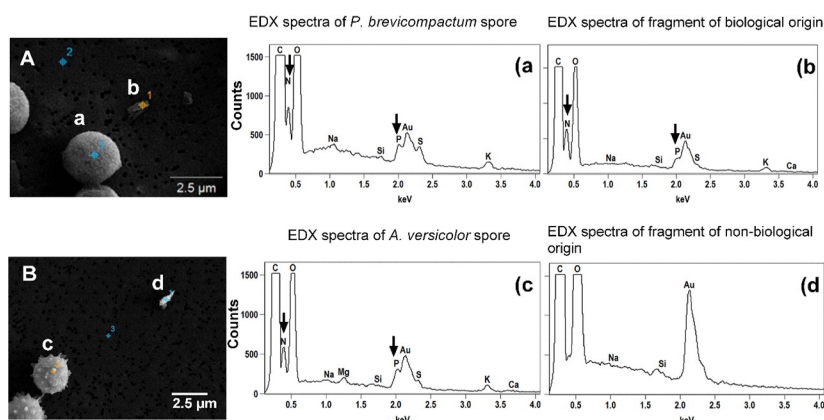 EDX spectra of P. brevicompactum spore
EDX spectra of fragment of biological origin
A
2
b
1
a
2.5 µm
Counts
1500
1000
500
0
C
O
N
Na
Si
P
Au
S
K
(a
0.5 1.0 1.5 2.0 2.5 3.0 3.5 4.0
keV
C
O
N
Na
Si
P
Au
S
K
Ca
(b)
0.5 1.0 1.5 2.0 2.5 3.0 3.5 4.0
keV
EDX spectra of A. versicolor spore
EDX spectra of fragment of non-biological
origin
B
d
3
c
2.5 µm
Counts
1500
1000
500
0
C
O
N
Na
Mg
Si
P
Au
S
K
Ca
(c
0.5 1.0 1.5 2.0 2.5 3.0 3.5 4.0
keV
C
O
Na
Si
Au
(d)
0.5 1.0 1.5 2.0 2.5 3.0 3.5 4.0
keV